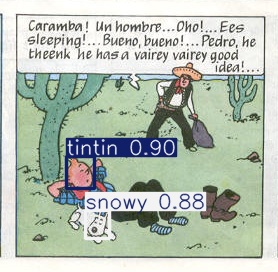 Caramba! Un hombre...Oho!... Ees
sleeping!...Bueno, bueno!... Pedro, he
theenk he has a vairey vairey good
idea!...
tintin 0.90
snowy 0.88